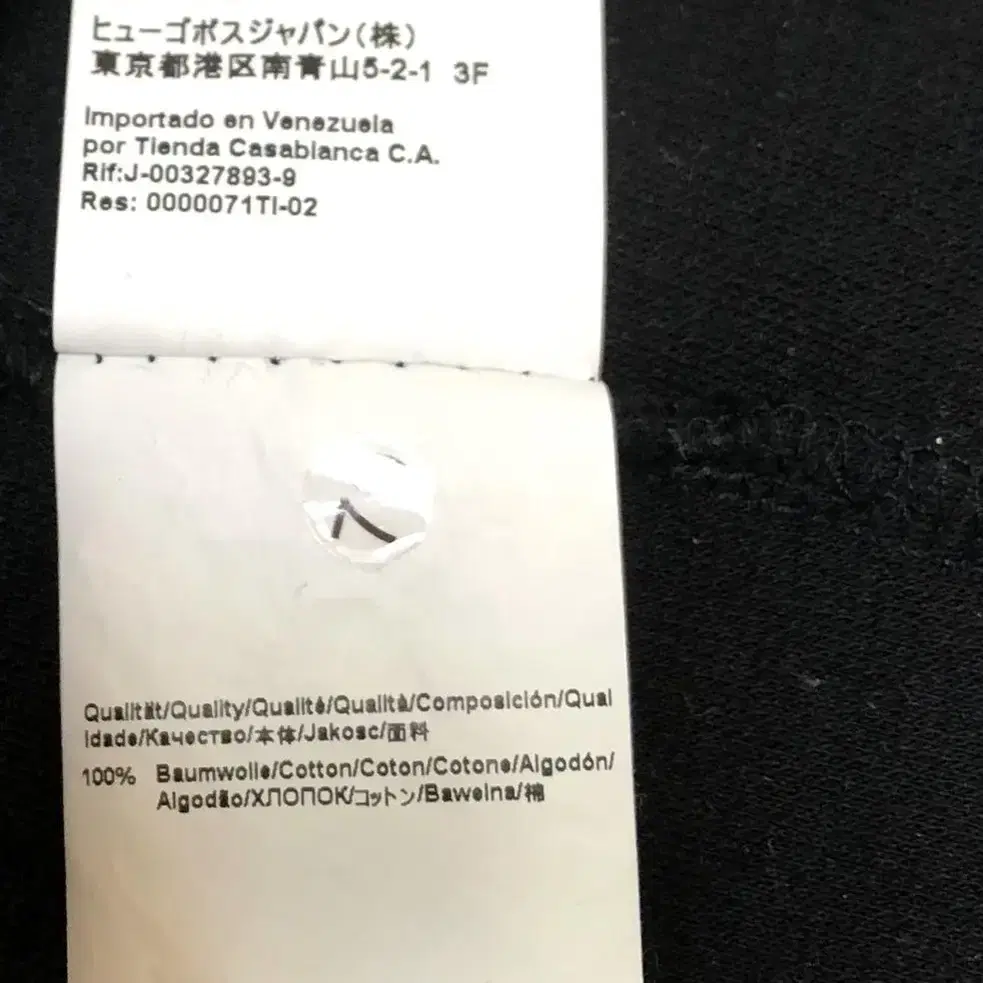 ヒューゴボスジャパン(株)
東京都港区南青山5-2-1 3F
Importado en Venezuela
por Tienda Casablanca C.A.
Rif:J-00327893-9
Res: 0000071TI-02
Qualität/Quality/Qualité/Qualità/Composición/Qual
idade/Качество/本体/Jakosc/面料
100% Baumwolle/Cotton/Coton/Cotone/Algodón/
Algodão/ХЛОПОК/コットン/Bawelna/棉